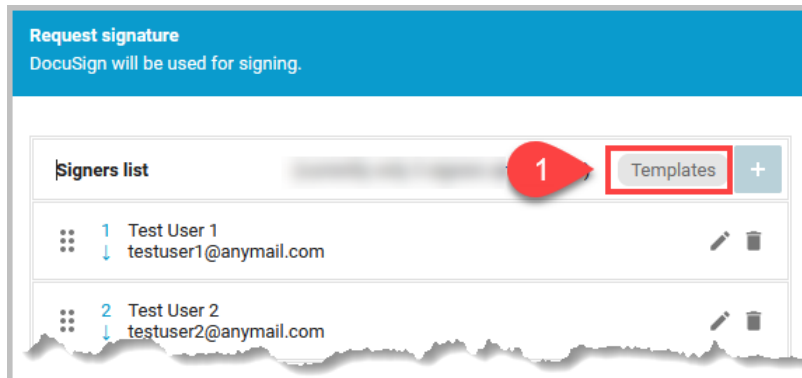 Request signature
DocuSign will be used for signing.
Signers list 1 Templates +
1 Test User 1
↓ testuser1@anymail.com
2 Test User 2
↓ testuser2@anymail.com